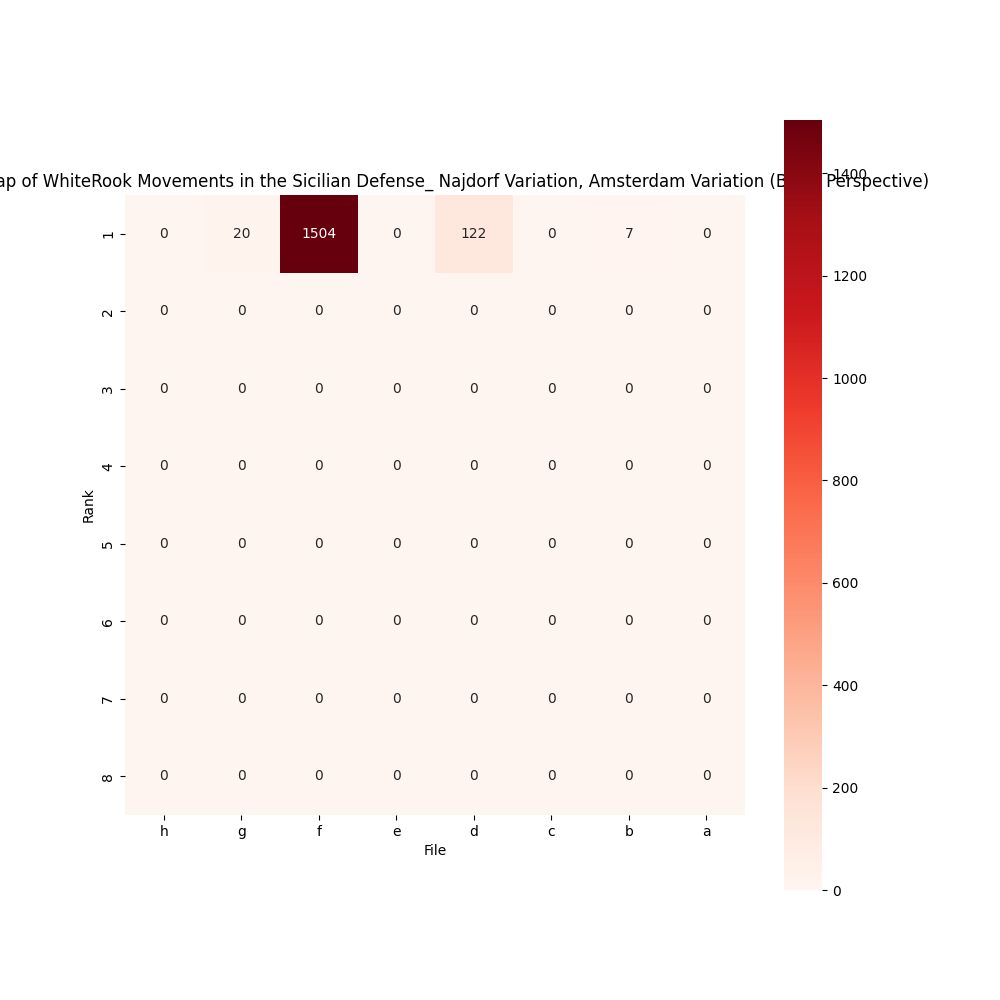 ap of WhiteRook Movements in the Sicilian Defense_ Najdorf Variation, Amsterdam Variation (B Perspective)
1 0 20 1504 0 122 0 7 0
2 0 0 0 0 0 0 0 0
3 0 0 0 0 0 0 0 0
4 0 0 0 0 0 0 0 0
5 0 0 0 0 0 0 0 0
6 0 0 0 0 0 0 0 0
7 0 0 0 0 0 0 0 0
8 0 0 0 0 0 0 0 0
Rank
h g f e d c b a
File
1400
1200
1000
800
600
400
200
0